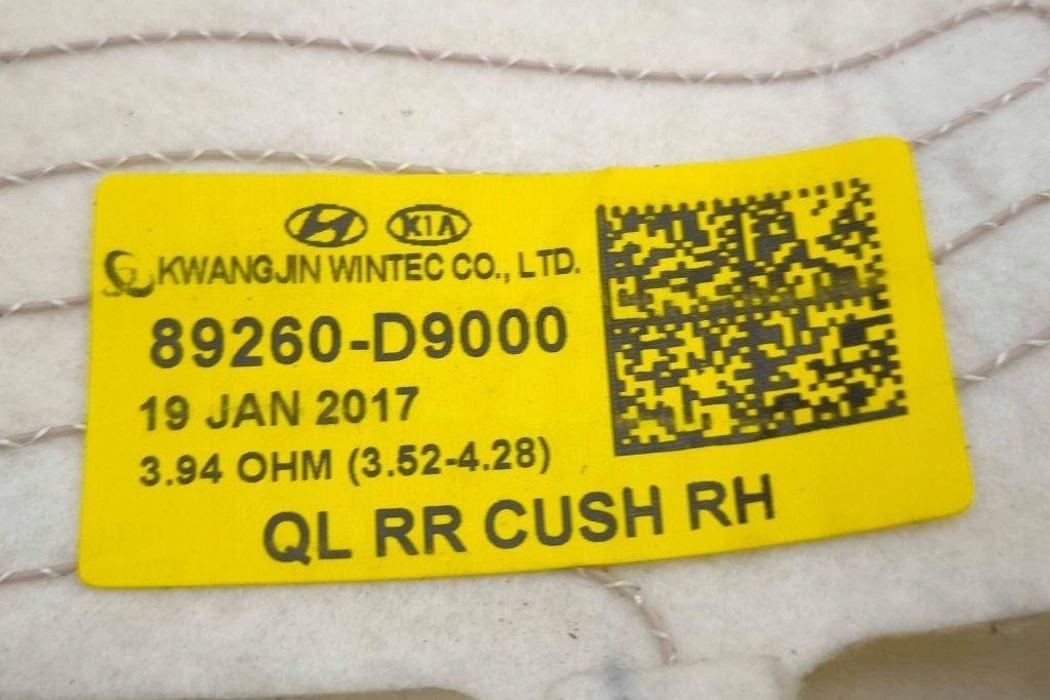 KIA
KWANGJIN WINTEC CO., LTD.
89260-D9000
19 JAN 2017
3.94 OHM (3.52-4.28)
QL RR CUSH RH